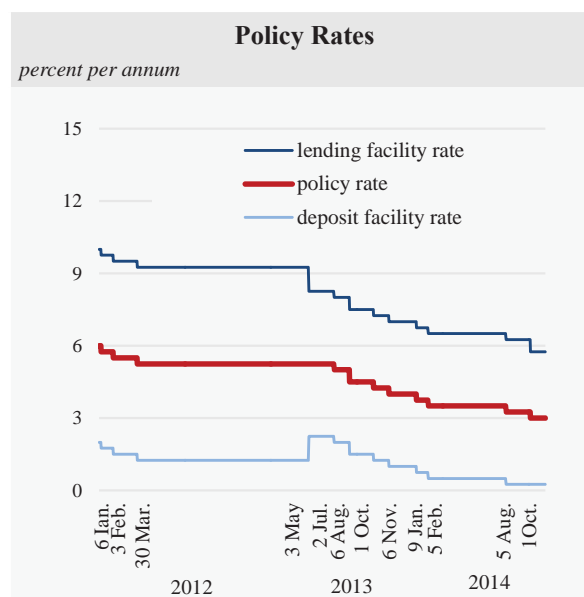 Policy Rates
percent per annum
15
12
9
6
3
0
lending facility rate
policy rate
deposit facility rate
6 Jan.
3 Feb.
30 Mar.
3 May
2 Jul.
6 Aug.
1 Oct.
6 Nov.
9 Jan.
5 Feb.
5 Aug.
1Oct.
2012
2013
2014